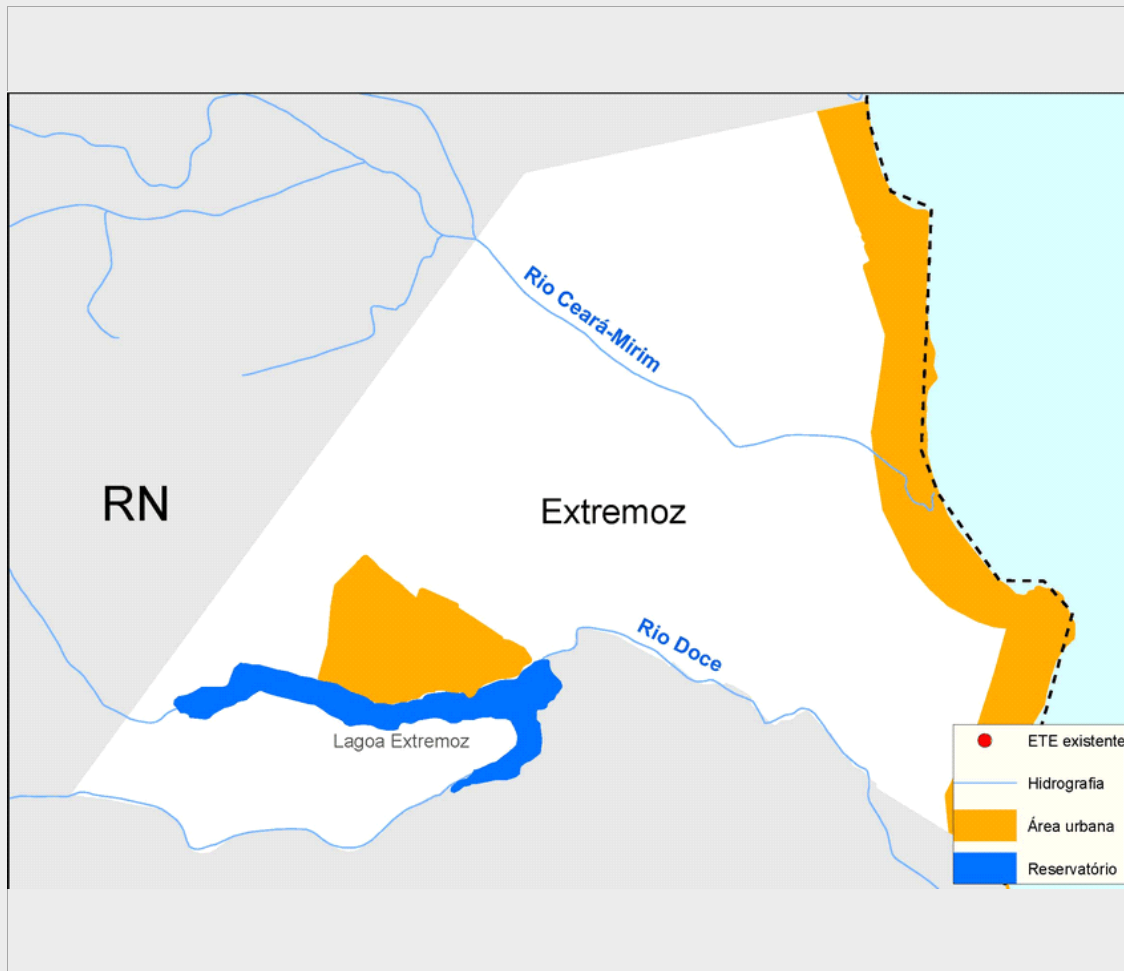 Rio Ceará-Mirim
RN
Extremoz
Rio Doce
Lagoa Extremoz
ETE existente
Hidrografia
Área urbana
Reservatório